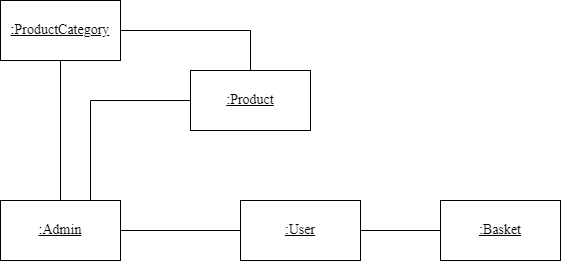 :ProductCategory
:Product
:Admin
:User
:Basket